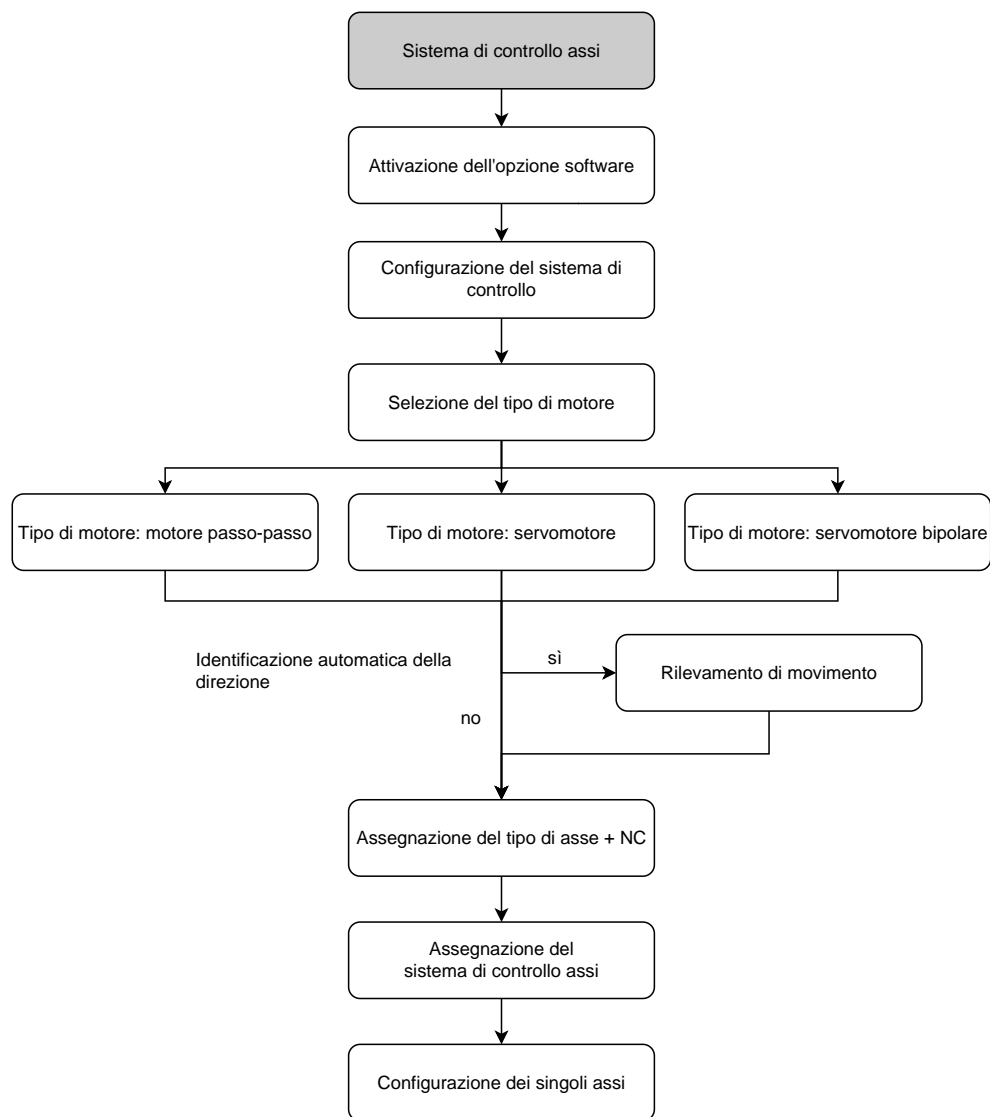 Sistema di controllo assi
Attivazione dell'opzione software
Configurazione del sistema di
controllo
Selezione del tipo di motore
Tipo di motore: motore passo-passo
Tipo di motore: servomotore
Tipo di motore: servomotore bipolare
Identificazione automatica della
direzione
sì
Rilevamento di movimento
no
Assegnazione del tipo di asse + NC
Assegnazione del
sistema di controllo assi
Configurazione dei singoli assi